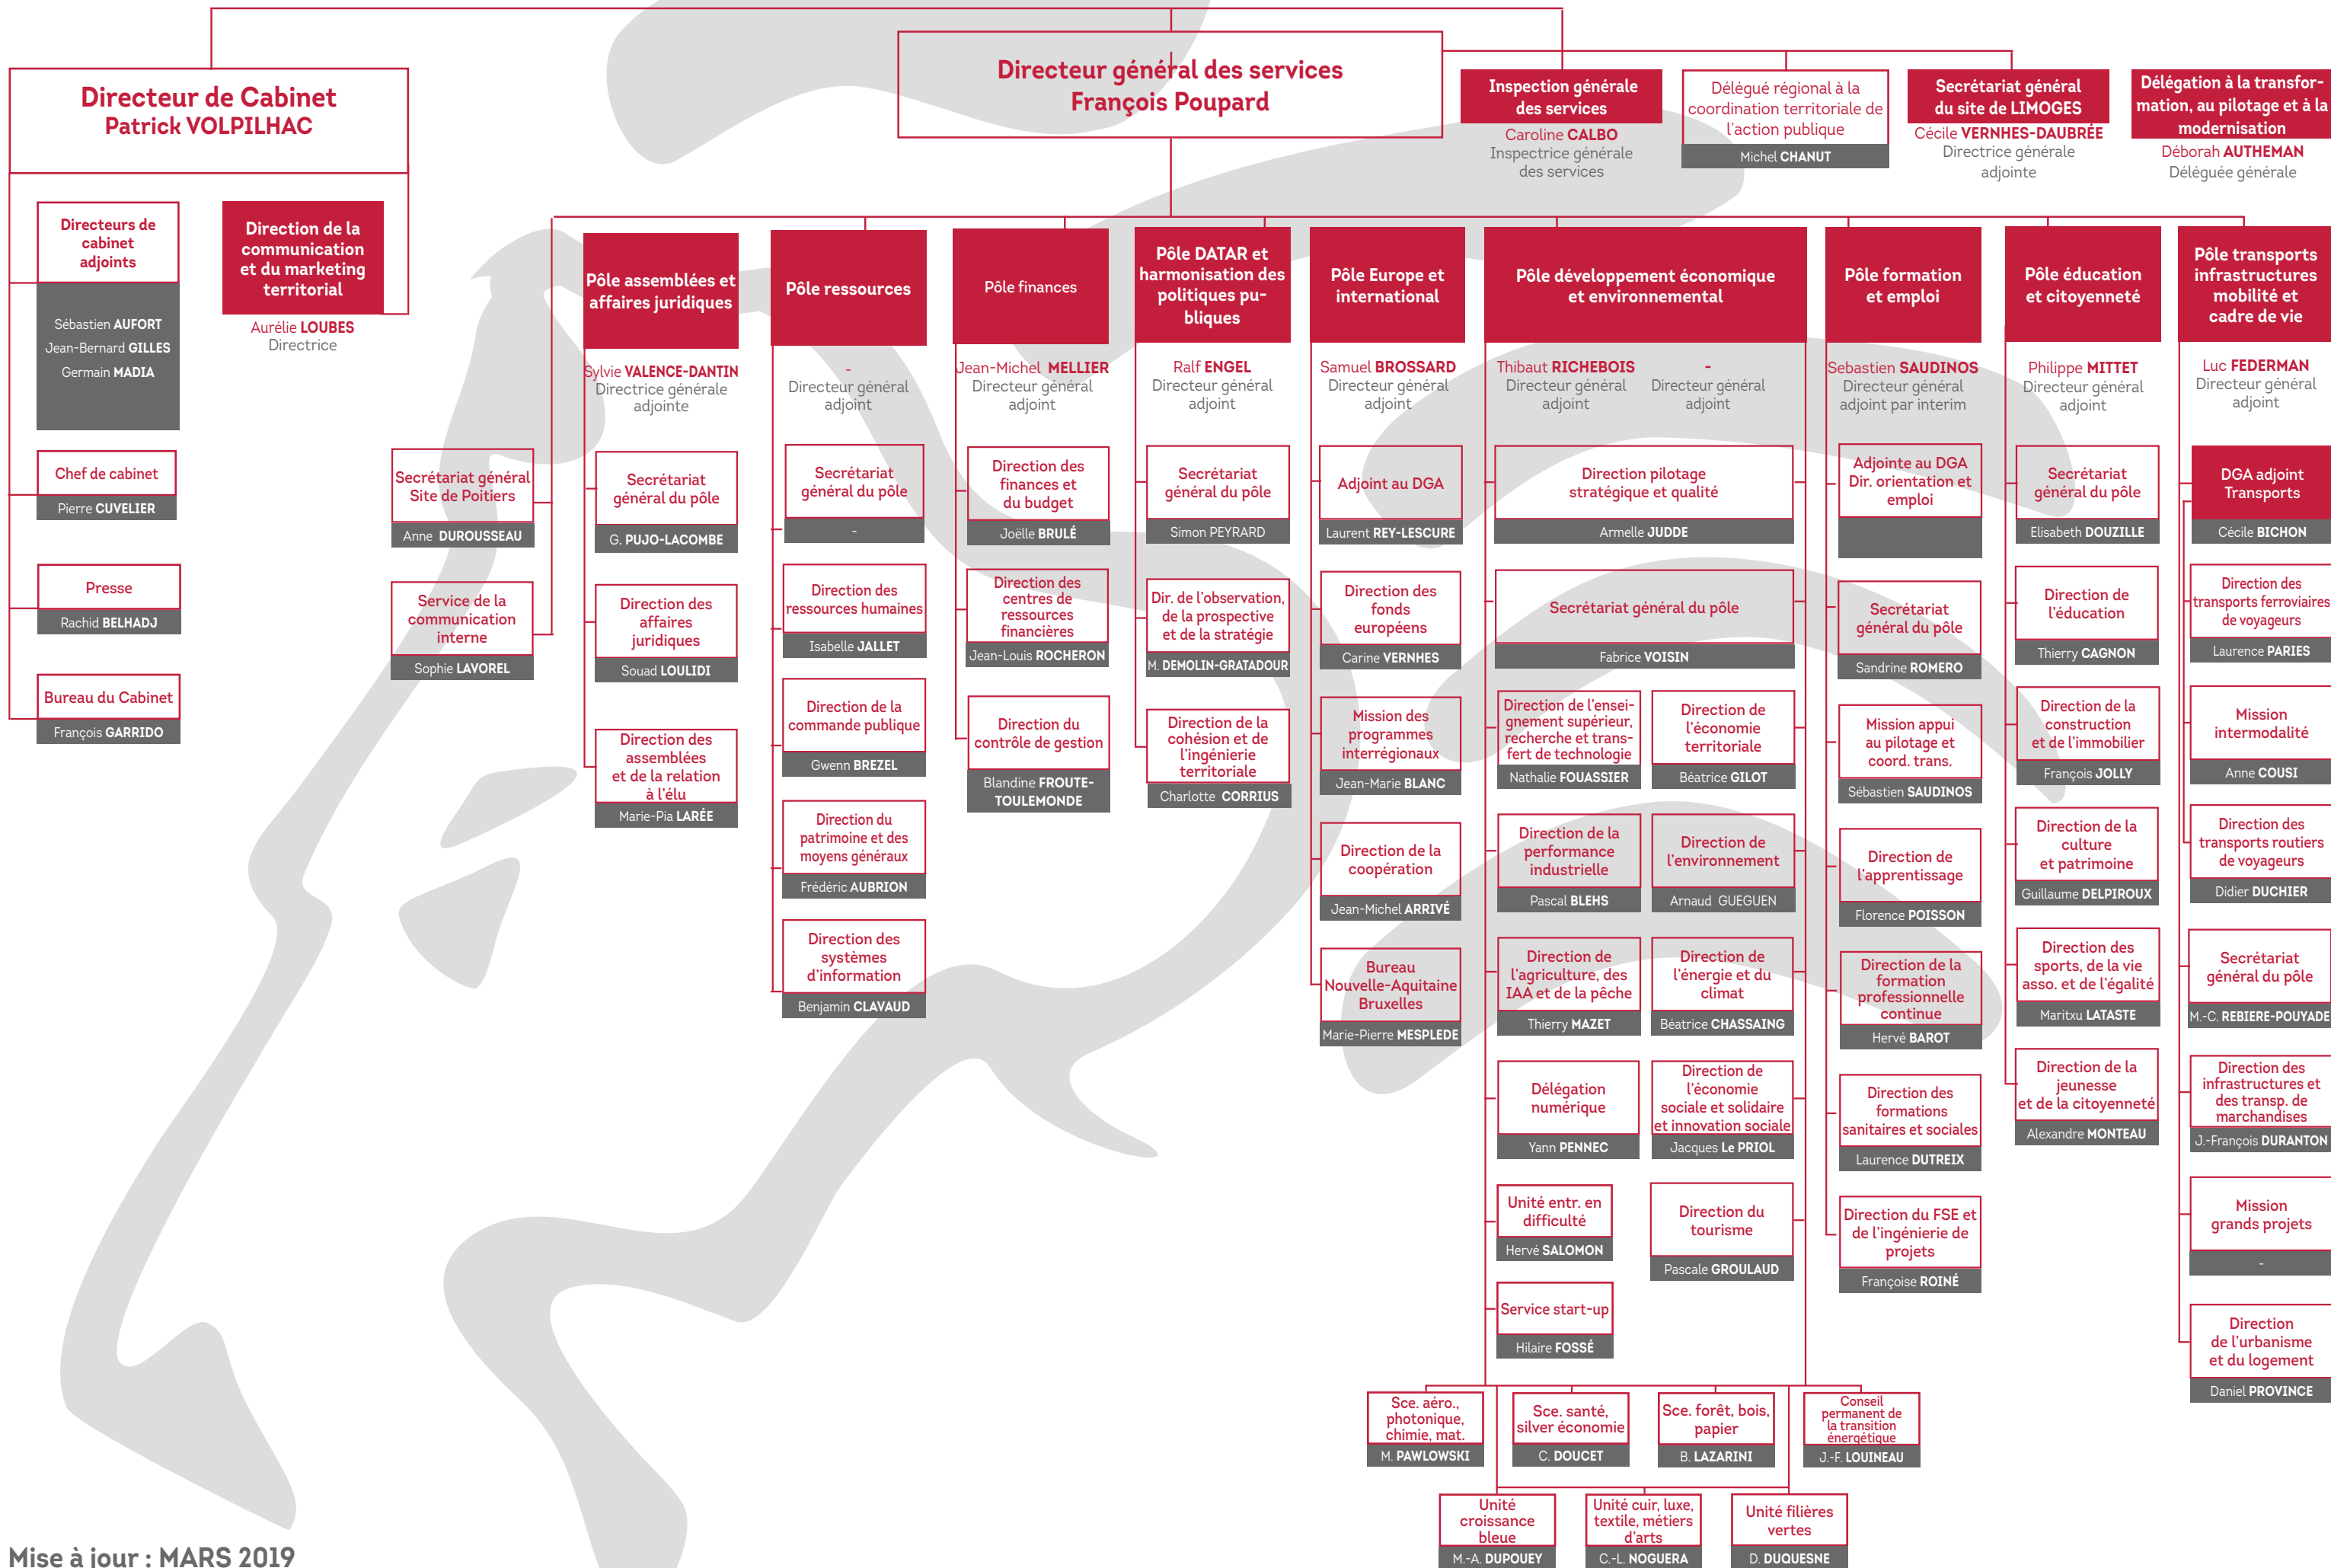 Directeur général des services
François Poupard
Directeur de Cabinet
Patrick VOLPILHAC
Inspection générale
des services
Caroline CALBO
Inspectrice générale
des services
Délégué régional à la
coordination territoriale de
l'action publique
Michel CHANUT
Secrétariat général
du site de LIMOGES
Cécile VERNHES-DAUBRÉE
Directrice générale
adjointe
Délégation à la transfor-
mation, au pilotage et à la
modernisation
Déborah AUTHEMAN
Déléguée générale
Directeurs de
cabinet
adjoints
Sébastien AUFORT
Jean-Bernard GILLES
Germain MADIA
Chef de cabinet
Pierre CUVELIER
Presse
Rachid BELHADJ
Bureau du Cabinet
François GARRIDO
Direction de la
communication
et du marketing
territorial
Aurélie LOUBES
Directrice
Secrétariat général
Site de Poitiers
Anne DUROUSSEAU
Service de la
communication
interne
Sophie LAVOREL
Pôle assemblées et
affaires juridiques
Sylvie VALENCE-DANTIN
Directrice générale
adjointe
Secrétariat
général du pôle
G. PUJO-LACOMBE
Direction des
affaires
juridiques
Souad LOULIDI
Direction des
assemblées
et de la relation
à l'élu
Marie-Pia LARÉE
Pôle ressources
-
Directeur général
adjoint
Secrétariat
général du pôle
-
Direction des
ressources humaines
Isabelle JALLET
Direction de la
commande publique
Gwenn BREZEL
Direction du
patrimoine et des
moyens généraux
Frédéric AUBRION
Direction des
systèmes
d'information
Benjamin CLAVAUD
Pôle finances
Jean-Michel MELLIER
Directeur général
adjoint
Direction des
finances et
du budget
Joëlle BRULÉ
Direction des
centres de
ressources
financières
Jean-Louis ROCHERON
Direction du
contrôle de gestion
Blandine FROUTE-
TOULEMONDE
Pôle DATAR et
harmonisation des
politiques pu-
bliques
Ralf ENGEL
Directeur général
adjoint
Secrétariat
général du pôle
Simon PEYRARD
Dir. de l'observation,
de la prospective
et de la stratégie
M. DEMOLIN-GRATADOUR
Direction de la
cohésion et de
l'ingénierie
territoriale
Charlotte CORRIUS
Pôle Europe et
international
Samuel BROSSARD
Directeur général
adjoint
Adjoint au DGA
Laurent REY-LESCURE
Direction des
fonds
européens
Carine VERNHES
Mission des
programmes
interrégionaux
Jean-Marie BLANC
Direction de la
coopération
Jean-Michel ARRIVÉ
Bureau
Nouvelle-Aquitaine
Bruxelles
Marie-Pierre MESPLEDE
Pôle développement économique
et environnemental
Thibaut RICHEBOIS
Directeur général
adjoint
-
Directeur général
adjoint
Direction pilotage
stratégique et qualité
Armelle JUDDE
Secrétariat général du pôle
Fabrice VOISIN
Direction de l'ensei-
gnement supérieur,
recherche et trans-
fert de technologie
Nathalie FOUASSIER
Direction de
l'économie
territoriale
Béatrice GILOT
Direction de la
performance
industrielle
Pascal BLEHS
Direction de
l'environnement
Arnaud GUEGUEN
Direction de
l'agriculture, des
IAA et de la pêche
Thierry MAZET
Direction de
l'énergie et du
climat
Béatrice CHASSAING
Délégation
numérique
Yann PENNEC
Direction de
l'économie
sociale et solidaire
et innovation sociale
Jacques Le PRIOL
Unité entr. en
difficulté
Hervé SALOMON
Direction du
tourisme
Pascale GROULAUD
Service start-up
Hilaire FOSSÉ
Sce. aéro.,
photonique,
chimie, mat.
M. PAWLOWSKI
Sce. santé,
silver économie
C. DOUCET
Sce. forêt, bois,
papier
B. LAZARINI
Conseil
permanent de
la transition
énergétique
J.-F. LOUINEAU
Unité
croissance
bleue
M.-A. DUPOUEY
Unité cuir, luxe,
textile, métiers
d'arts
C.-L. NOGUERA
Unité filières
vertes
D. DUQUESNE
Pôle formation
et emploi
Sebastien SAUDINOS
Directeur général
adjoint par interim
Adjointe au DGA
Dir. orientation et
emploi
Secrétariat
général du pôle
Sandrine ROMERO
Mission appui
au pilotage et
coord. trans.
Sébastien SAUDINOS
Direction de
l'apprentissage
Florence POISSON
Direction de la
formation
professionnelle
continue
Hervé BAROT
Direction des
formations
sanitaires et sociales
Laurence DUTREIX
Direction du FSE et
de l'ingénierie de
projets
Françoise ROINÉ
Pôle éducation
et citoyenneté
Philippe MITTET
Directeur général
adjoint
Secrétariat
général du pôle
Elisabeth DOUZILLE
Direction de
l'éducation
Thierry CAGNON
Direction de la
construction
et de l'immobilier
François JOLLY
Direction de la
culture
et patrimoine
Guillaume DELPIROUX
Direction des
sports, de la vie
asso. et de l'égalité
Maritxu LATASTE
Direction de la
jeunesse
et de la citoyenneté
Alexandre MONTEAU
Pôle transports
infrastructures
mobilité et
cadre de vie
Luc FEDERMAN
Directeur général
adjoint
DGA adjoint
Transports
Cécile BICHON
Direction des
transports ferroviaires
de voyageurs
Laurence PARIES
Mission
intermodalité
Anne COUSI
Direction des
transports routiers
de voyageurs
Didier DUCHIER
Secrétariat
général du pôle
M.-C. REBIERE-POUYADE
Direction des
infrastructures et
des transp. de
marchandises
J.-François DURANTON
Mission
grands projets
-
Direction
de l'urbanisme
et du logement
Daniel PROVINCE
Mise à jour : MARS 2019